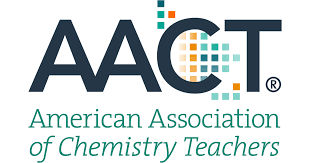 AACT®
American Association
of Chemistry Teachers